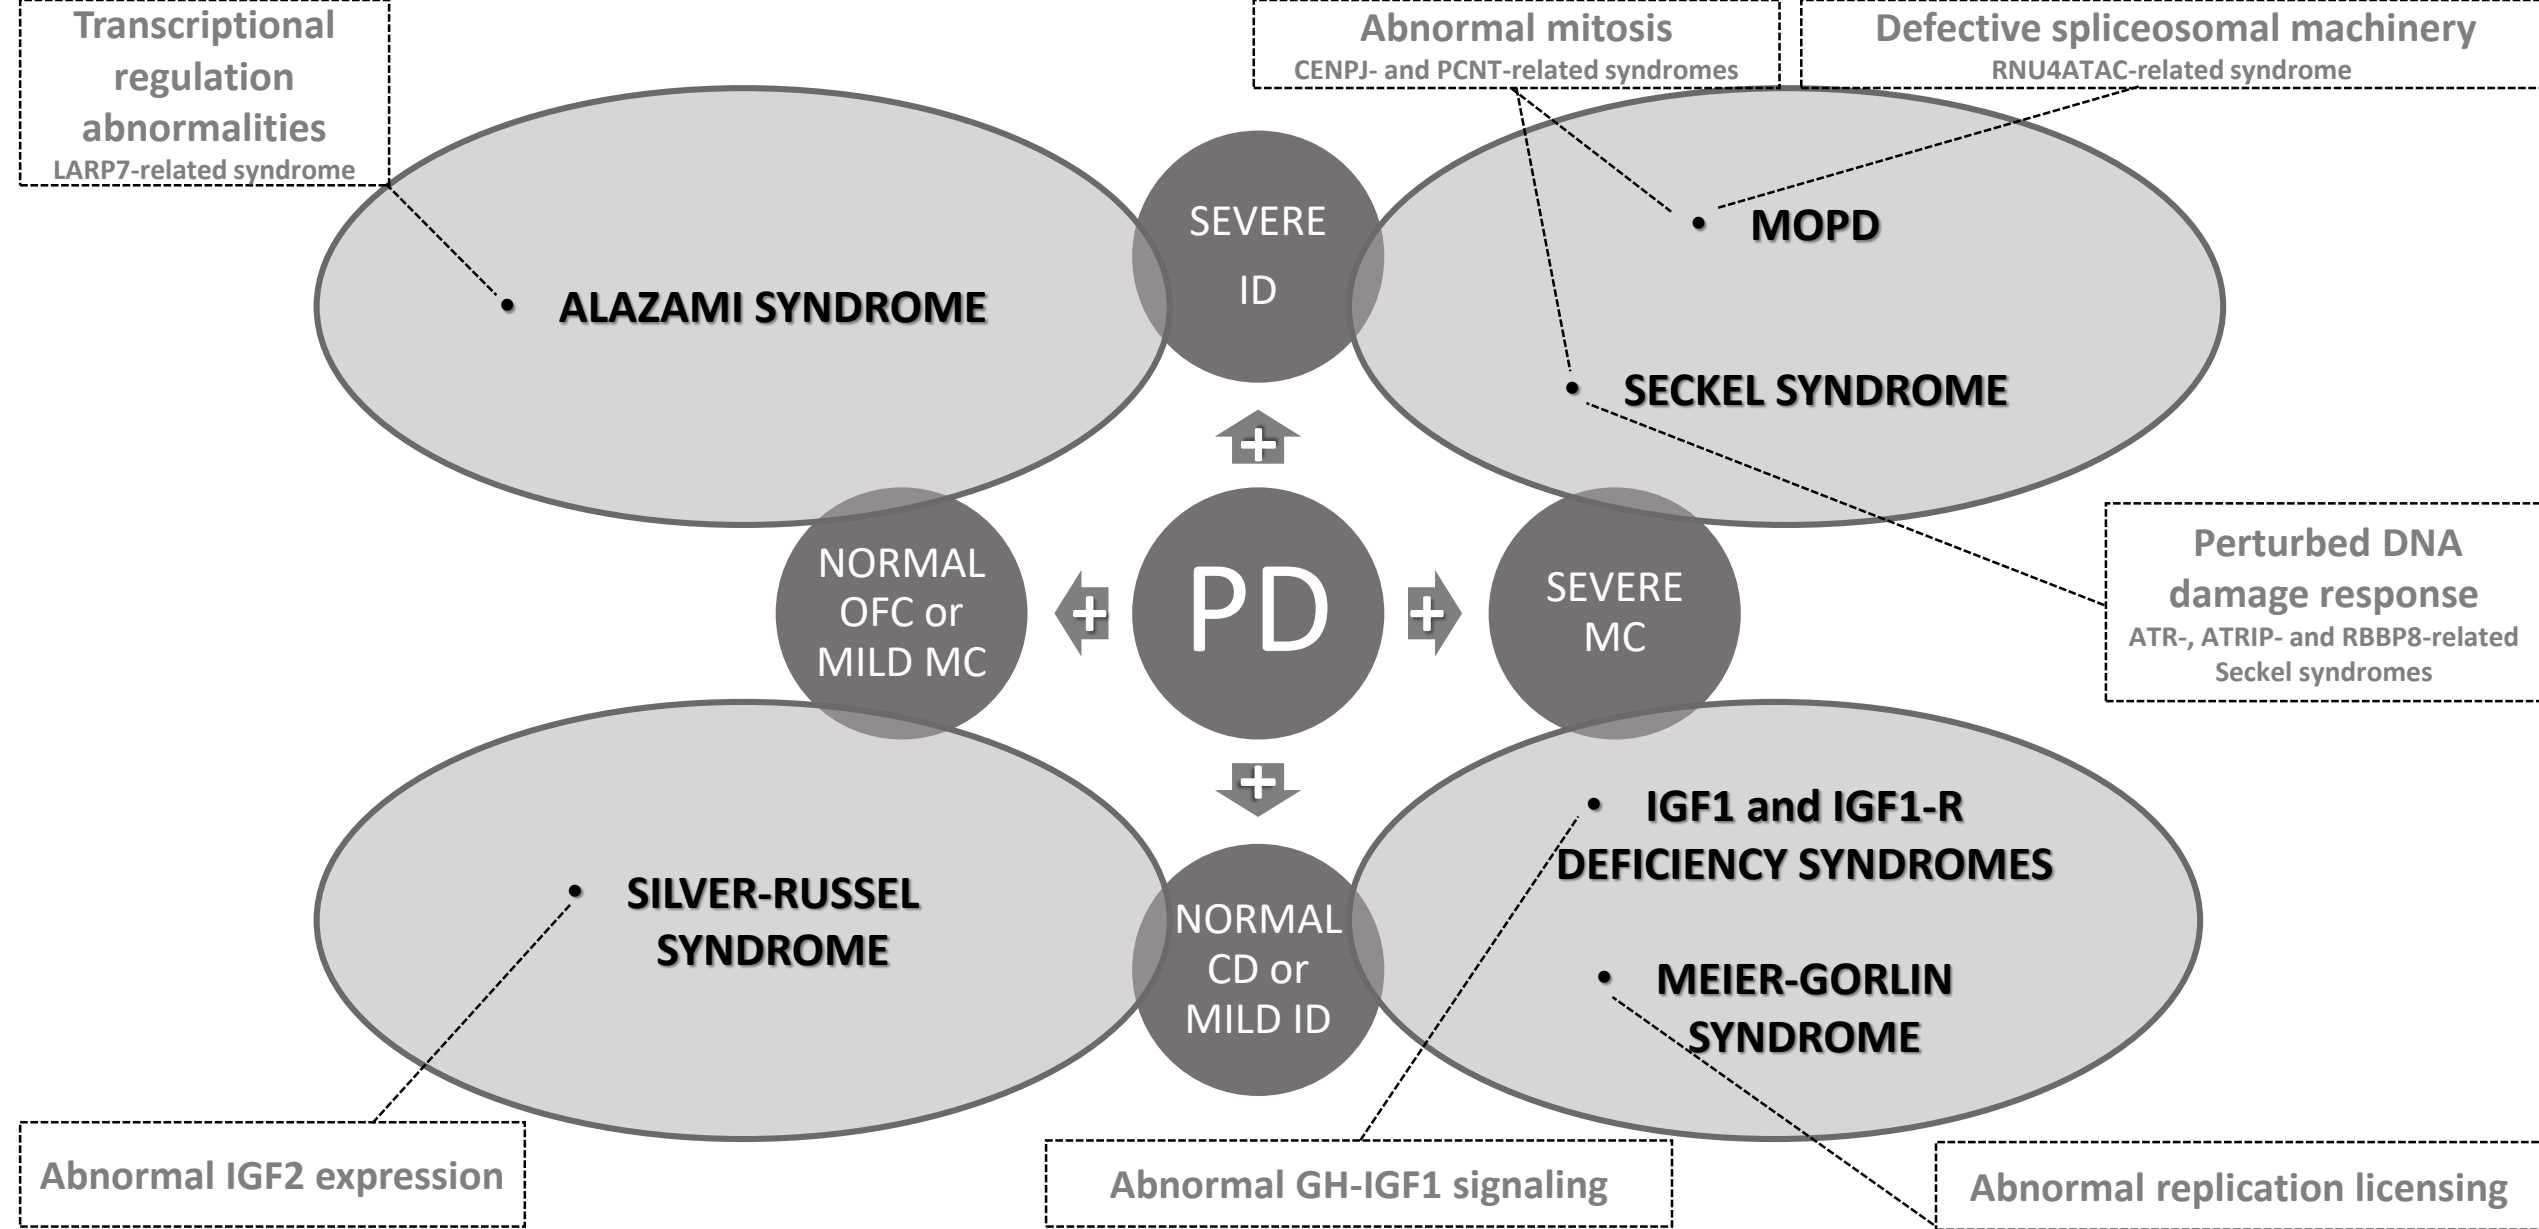 Transcriptional
regulation
abnormalities
LARP7-related syndrome
Abnormal mitosis
CENPJ- and PCNT-related syndromes
Defective spliceosomal machinery
RNU4ATAC-related syndrome
SEVERE
ID
• MOPD
• ALAZAMI SYNDROME
• SECKEL SYNDROME
+
NORMAL
OFC or
MILD MC
+
PD
+
SEVERE
MC
Perturbed DNA
damage response
ATR-, ATRIP- and RBBP8-related
Seckel syndromes
+
• IGF1 and IGF1-R
DEFICIENCY SYNDROMES
• SILVER-RUSSEL
SYNDROME
NORMAL
CD or
MILD ID
• MEIER-GORLIN
SYNDROME
Abnormal IGF2 expression
Abnormal GH-IGF1 signaling
Abnormal replication licensing